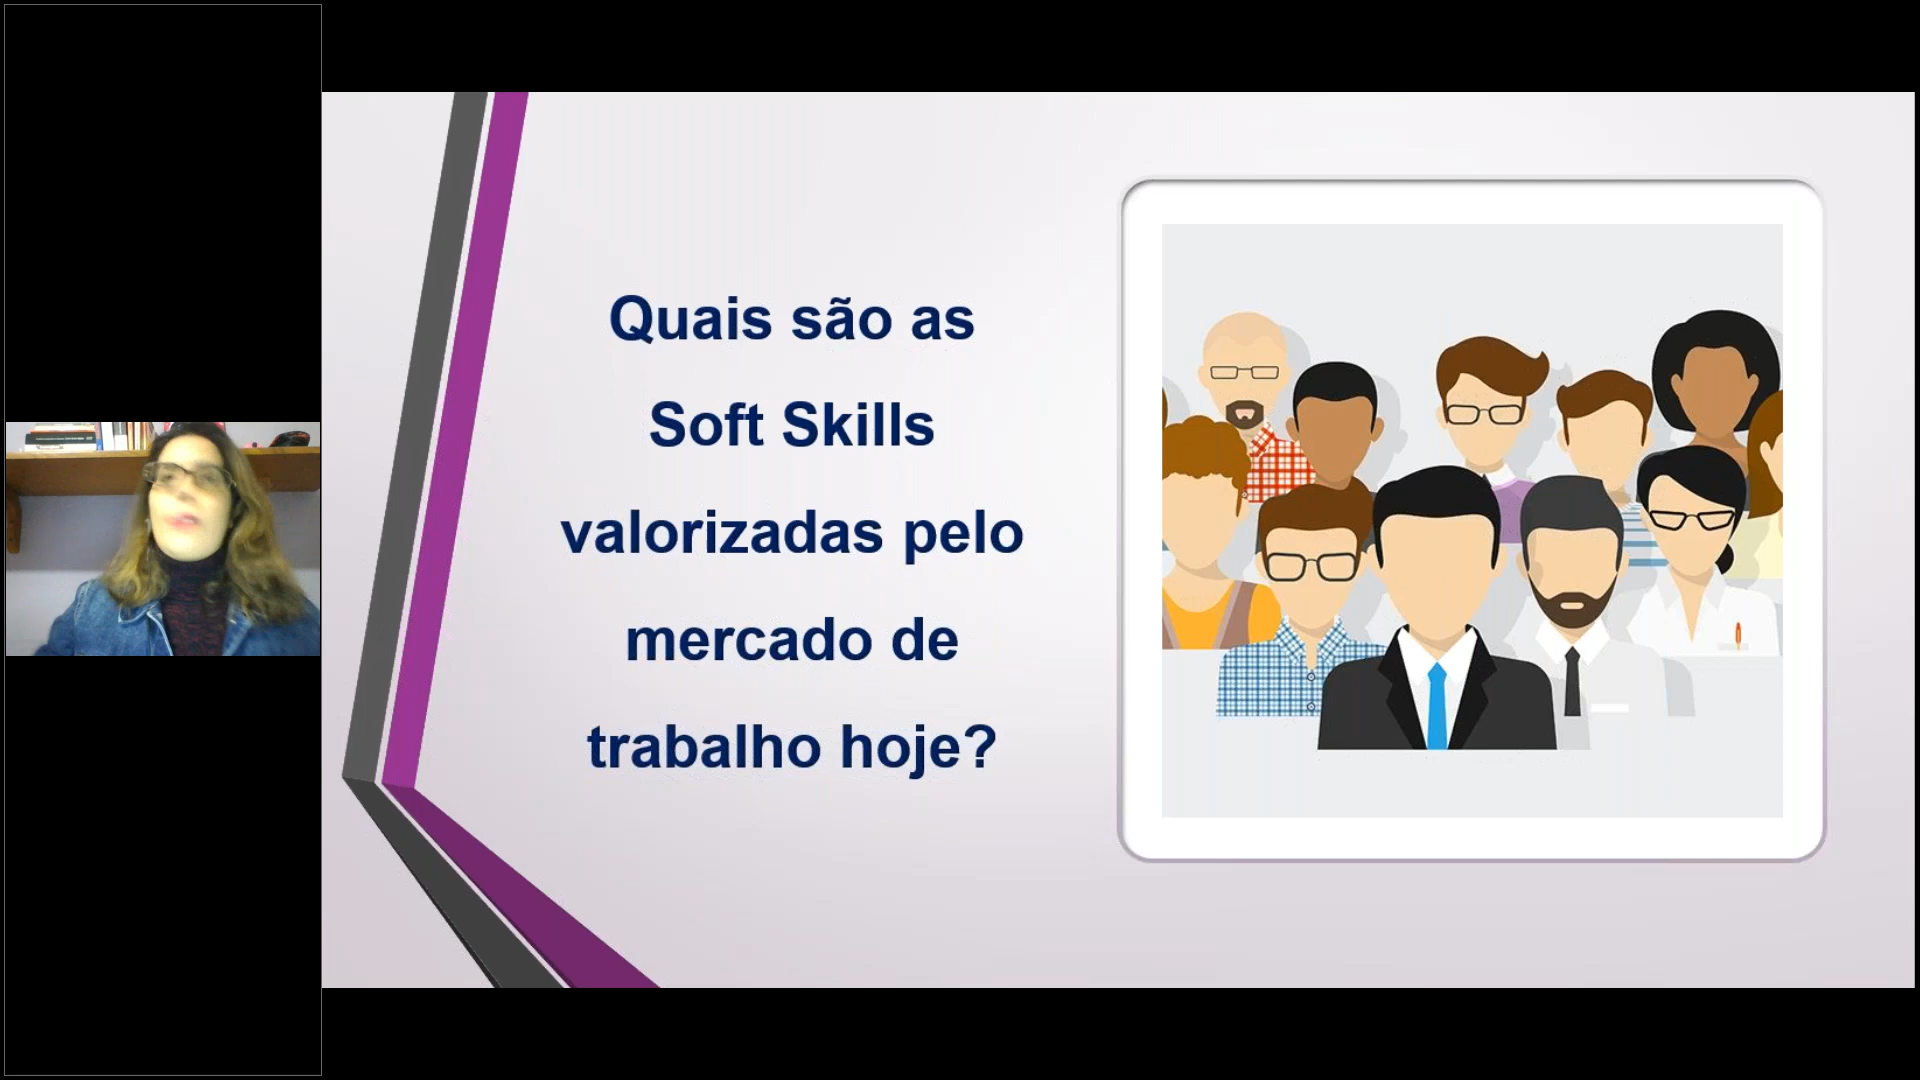 Quais são as
Soft Skills
valorizadas pelo
mercado de
trabalho hoje?